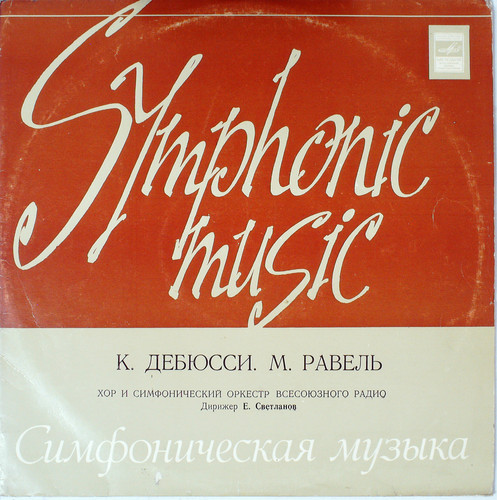 Symphonic
music
К. ДЕБЮССИ. М. РАВЕЛЬ
ХОР И СИМФОНИЧЕСКИЙ ОРКЕСТР ВСЕСОЮЗНОГО РАДИО
Дирижер Е. Светланов
Симфоническая музыка